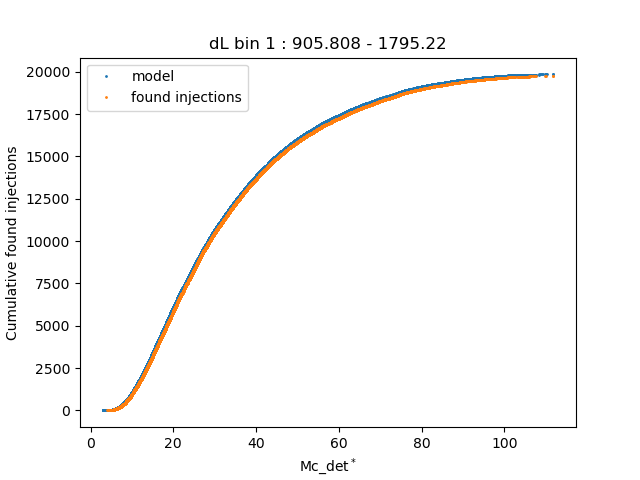 dL bin 1 : 905.808 - 1795.22
model
found injections
Cumulative found injections
20000
17500
15000
12500
10000
7500
5000
2500
0
0 20 40 60 80 100
Mc_det*